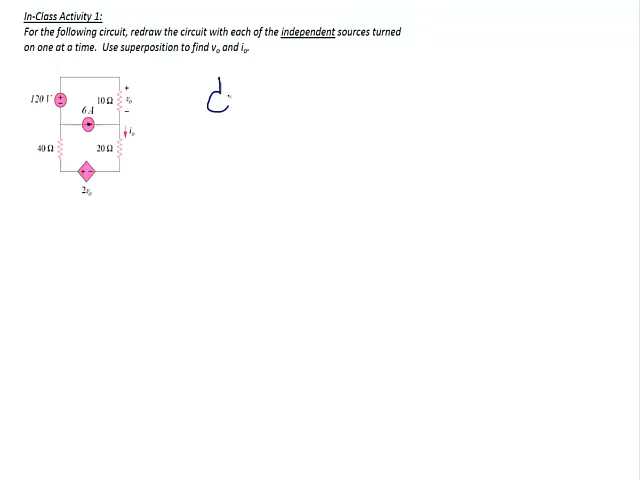 In-Class Activity 1:
For the following circuit, redraw the circuit with each of the independent sources turned
on one at a time. Use superposition to find vo and io.
120 V
10 Ω
+
vo
−
6 A
io
40 Ω
20 Ω
2vo